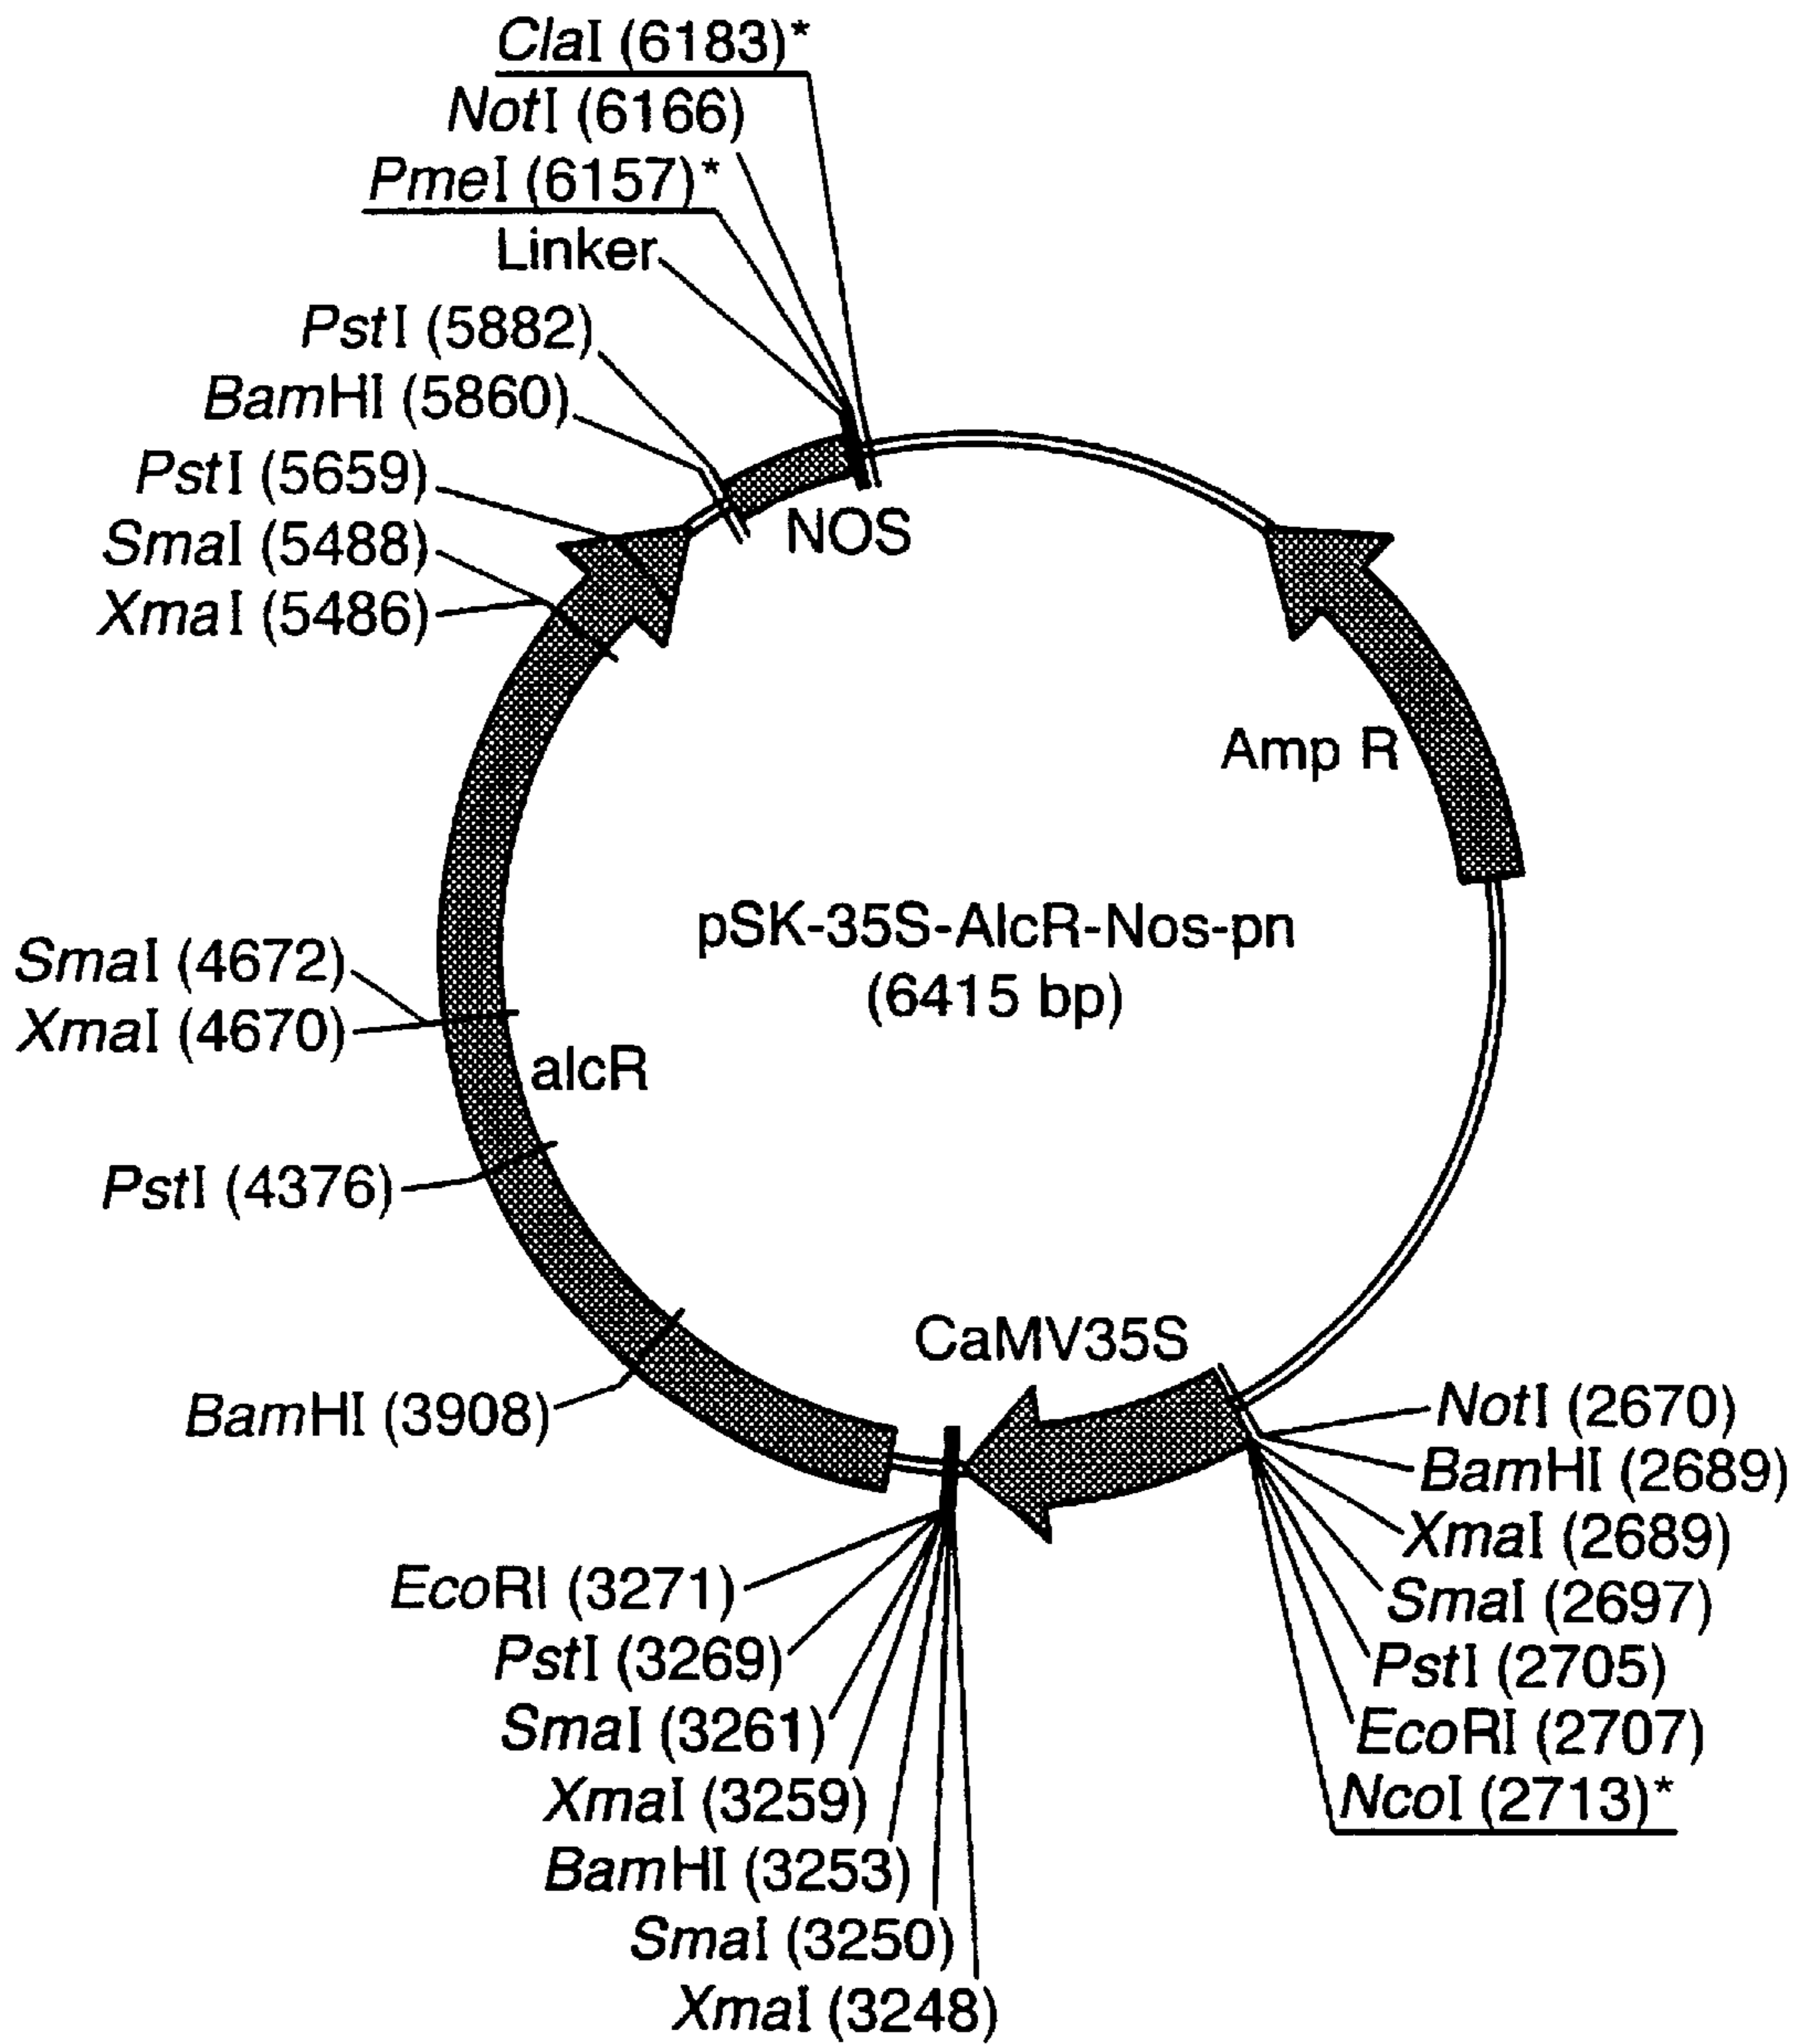 ClaI (6183)*
NotI (6166)
PmeI (6157)*
Linker
PstI (5882)
BamHI (5860)
PstI (5659)
SmaI (5488)
XmaI (5486)
NOS
Amp R
pSK-35S-AlcR-Nos-pn
(6415 bp)
SmaI (4672)
XmaI (4670)
alcR
PstI (4376)
CaMV35S
BamHI (3908)
NotI (2670)
BamHI (2689)
XmaI (2689)
SmaI (2697)
PstI (2705)
EcoRI (2707)
NcoI (2713)*
EcoRI (3271)
PstI (3269)
SmaI (3261)
XmaI (3259)
BamHI (3253)
SmaI (3250)
XmaI (3248)